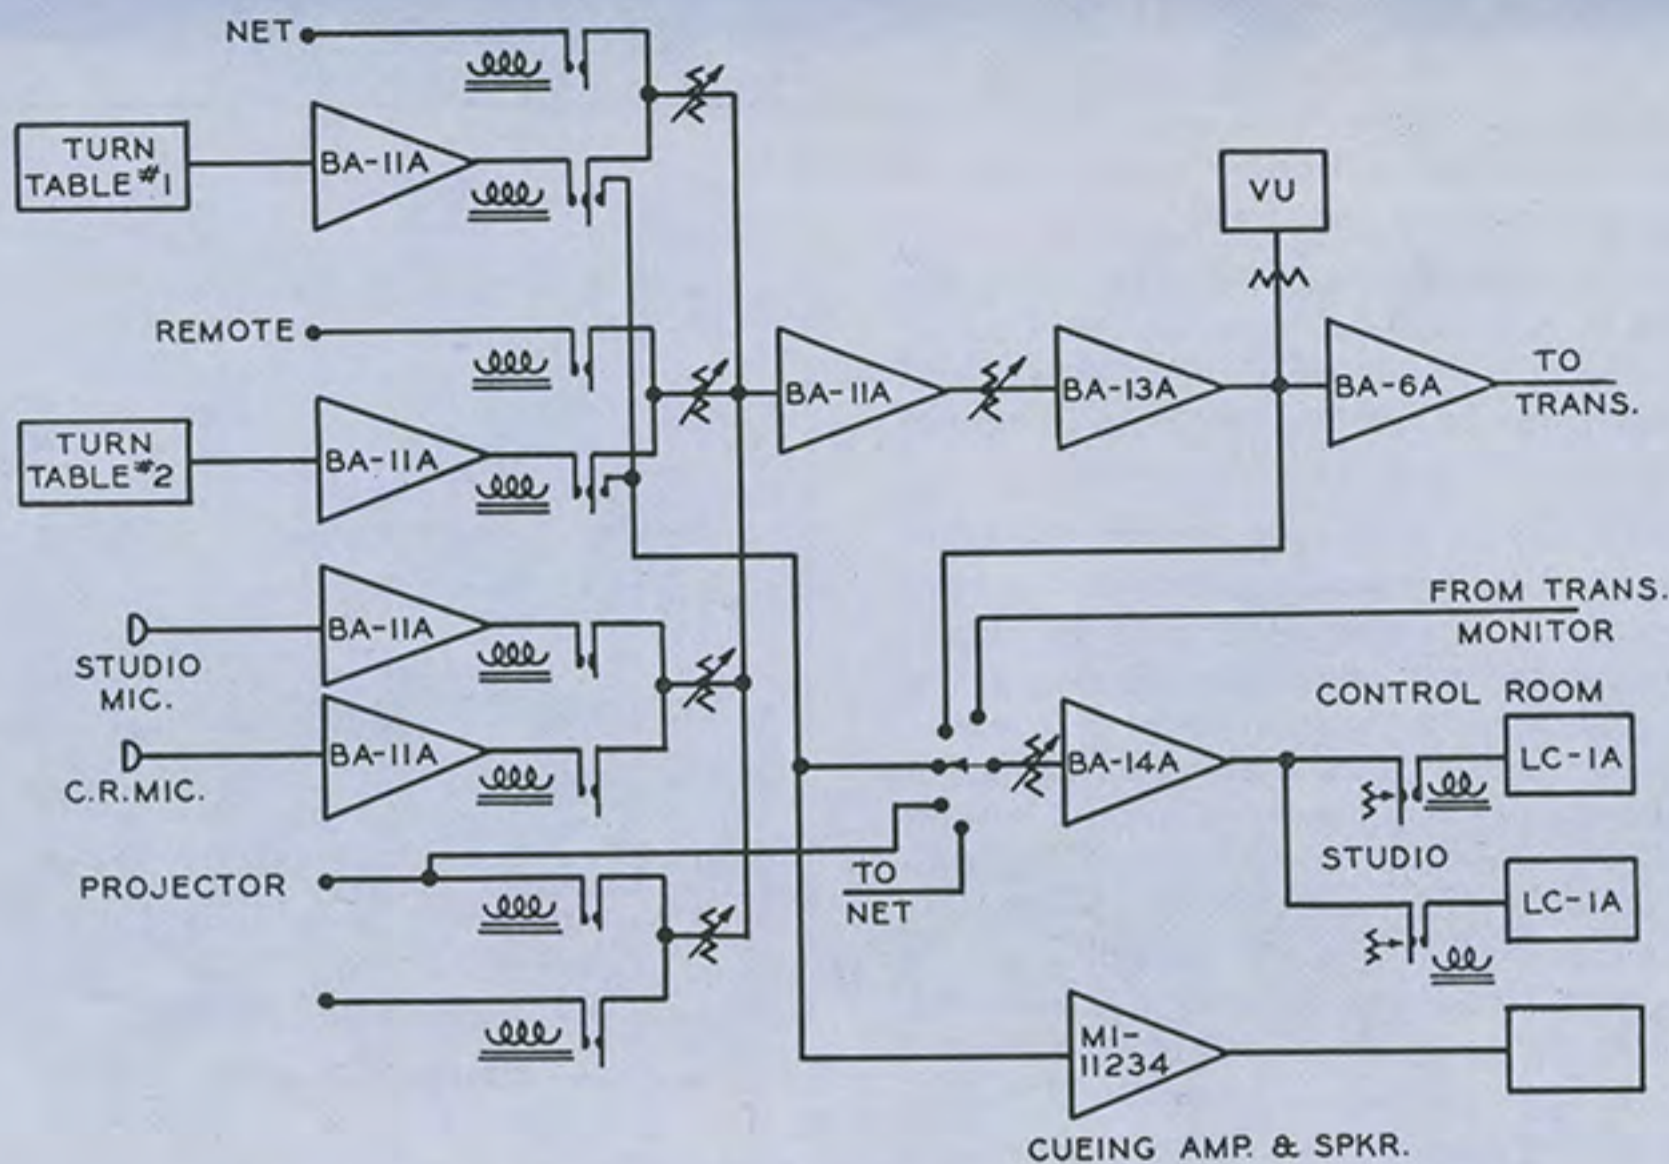 NET
TURN
TABLE #1
BA-11A
REMOTE
TURN
TABLE #2
BA-11A
STUDIO
MIC.
BA-11A
C.R.MIC.
BA-11A
PROJECTOR
BA-11A
BA-13A
VU
BA-6A
TO
TRANS.
FROM TRANS.
MONITOR
CONTROL ROOM
BA-14A
LC-1A
STUDIO
LC-1A
TO
NET
MI-
11234
CUEING AMP. & SPKR.